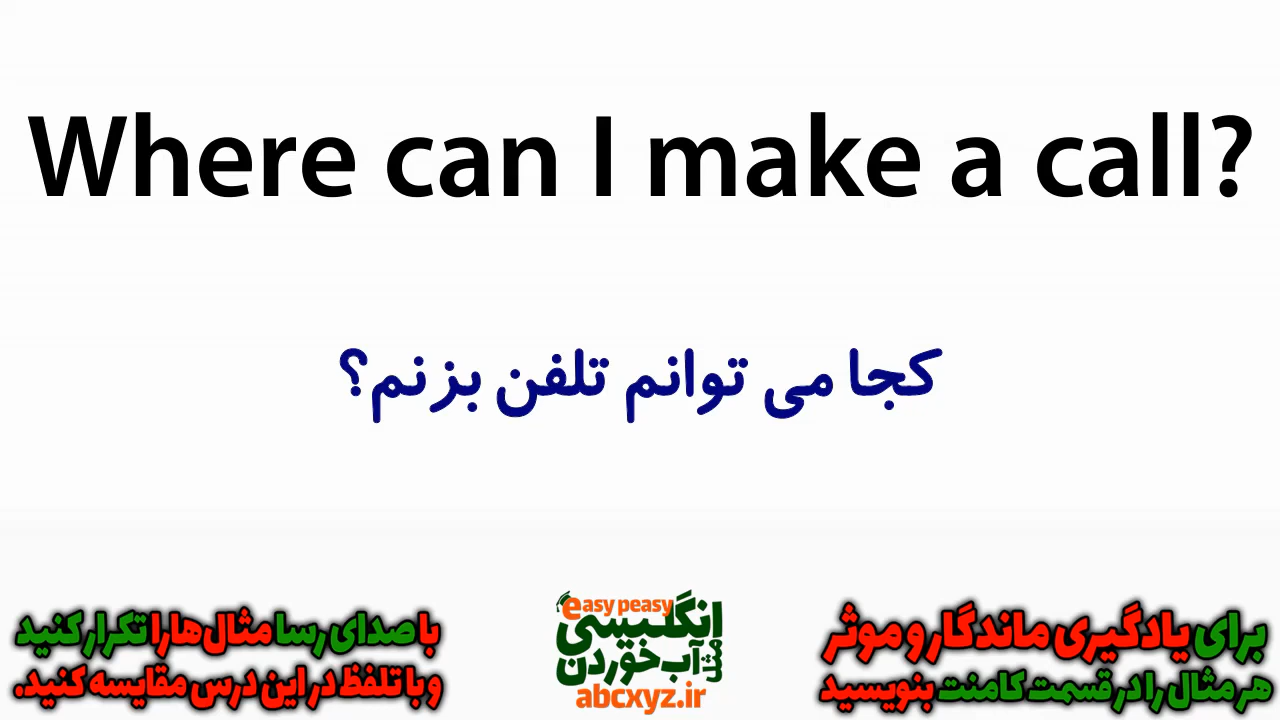 Where can I make a call?
کجا می توانم تلفن بزنم؟
برای یادگیری ماندگار و موثر
هر مثال را در قسمت کامنت بنویسید
easy peasy
انگلیسی
مثل آب خوردن
abcxyz.ir
با صدای رسا مثال ها را تکرار کنید
و با تلفظ در این درس مقایسه کنید.